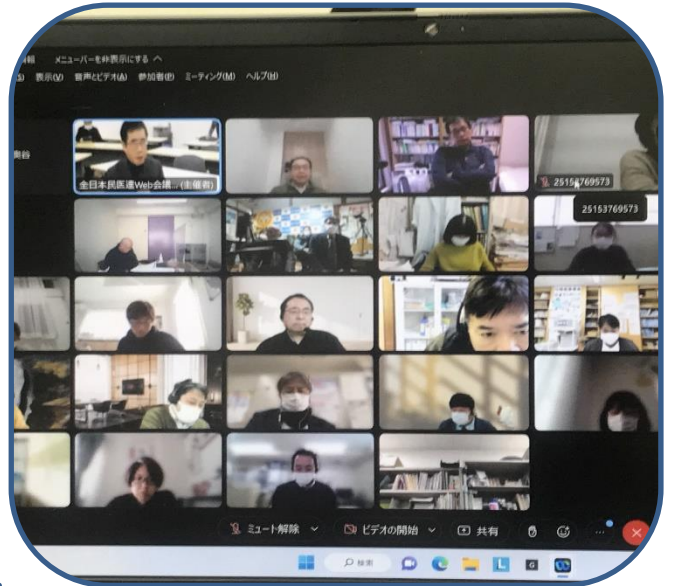 メニューバーを非表示にする
表示(V) 音声とビデオ(A) 参加者(P) ミーティング(M) ヘルプ(H)
奥谷
全日本民医連Web会議... (主催者)
25153769573
25153769573
ミュート解除
ビデオの開始
共有
検索
L